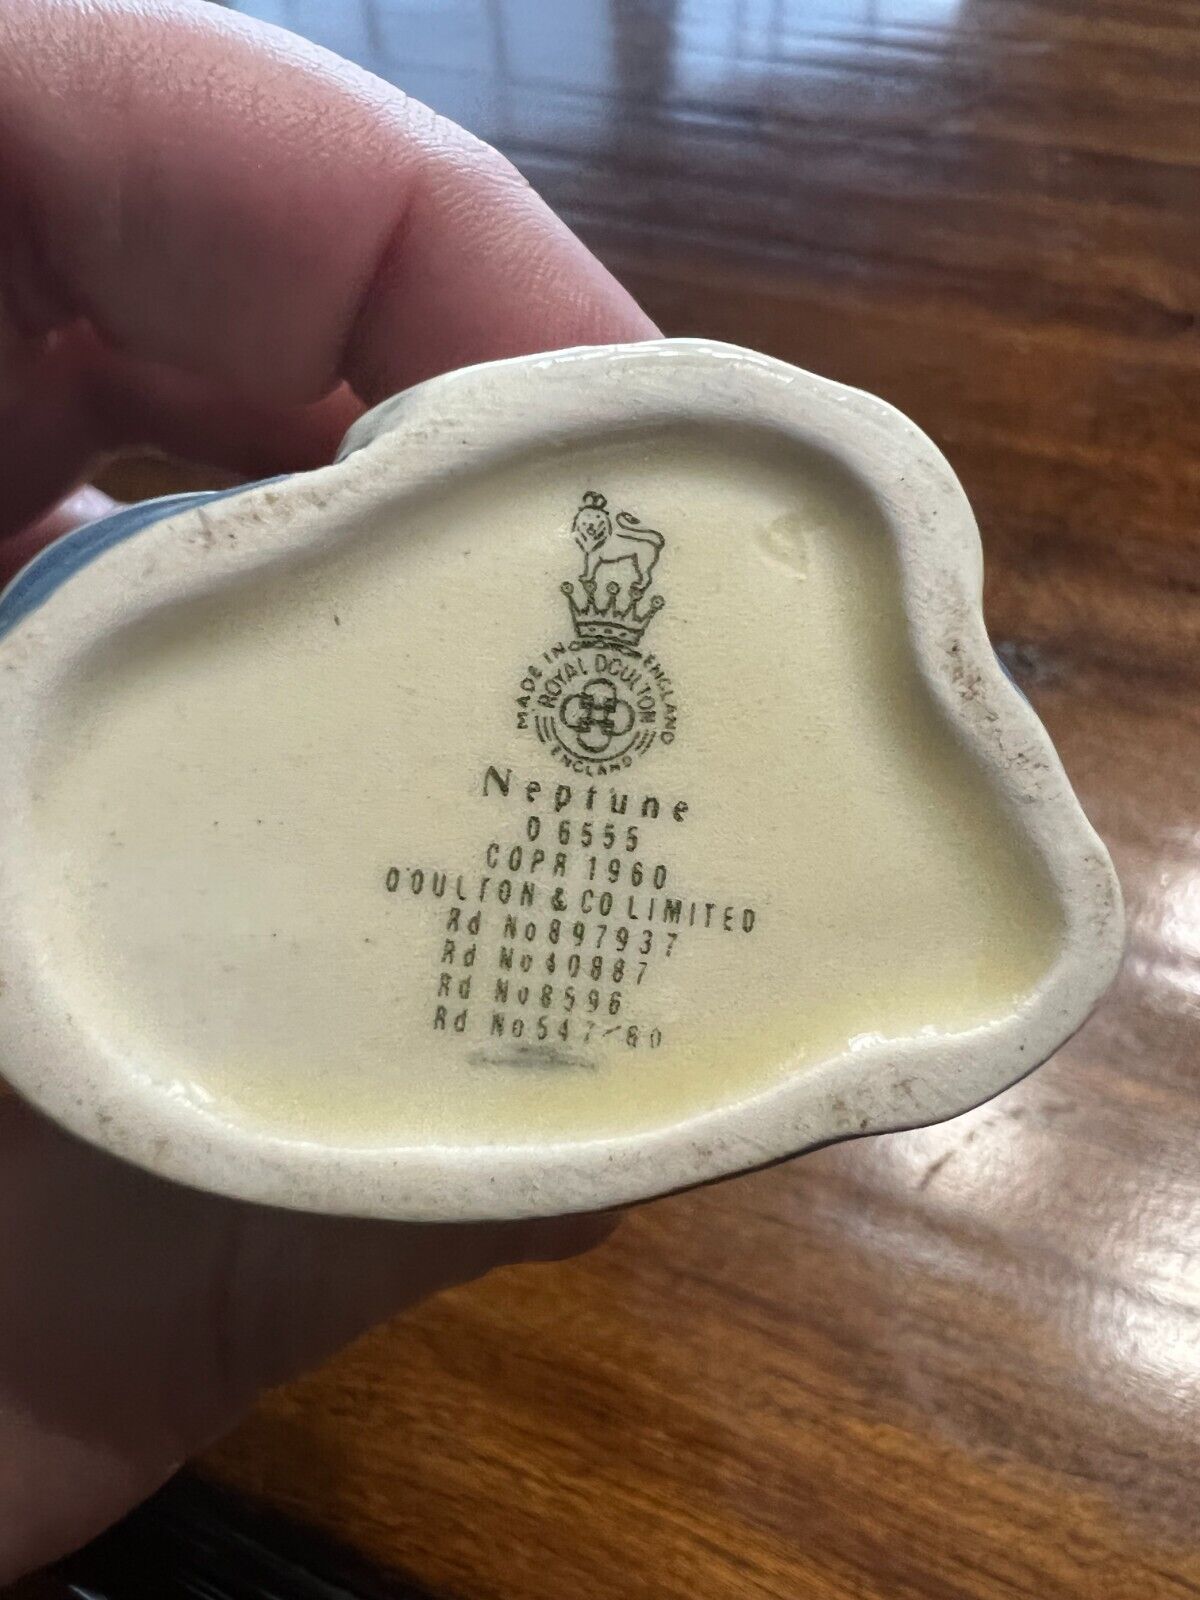 MADE IN ENGLAND
ROYAL DOULTON
ENGLAND
Neptune
D 6555
COPR 1960
DOULTON & CO LIMITED
Rd No 897937
Rd No 40887
Rd No 8596
Rd No 547/60